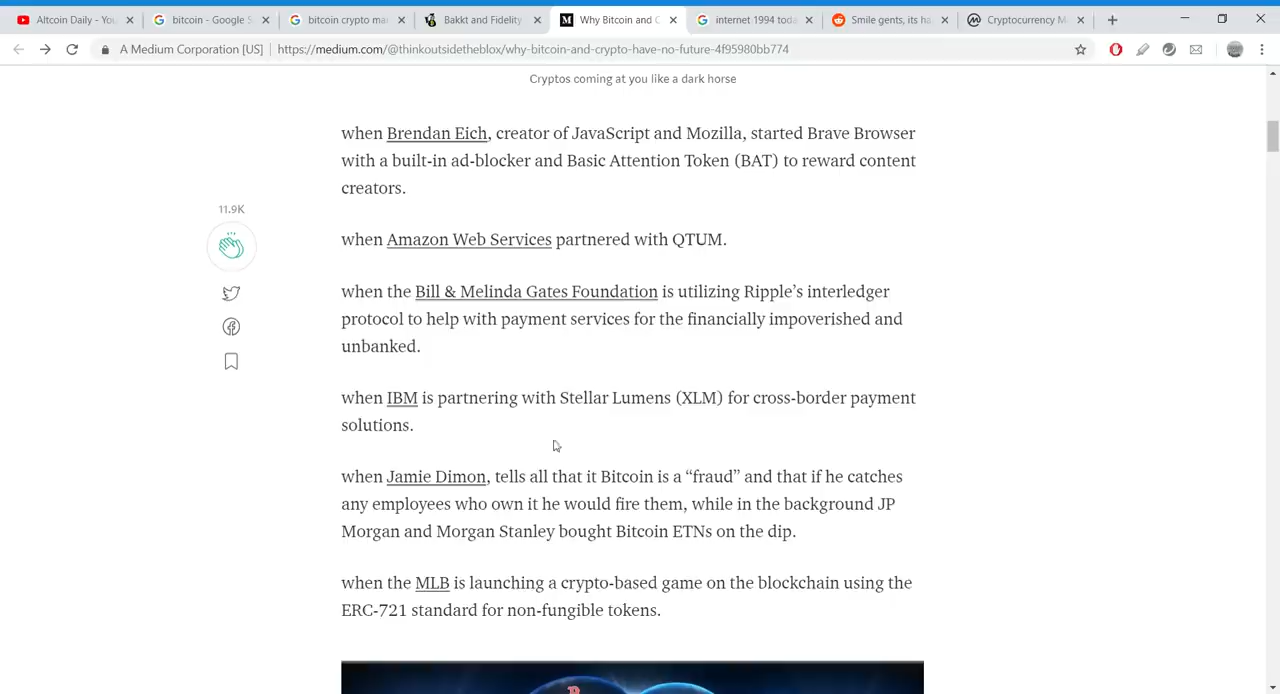 Altcoin Daily - You
bitcoin - Google S
bitcoin crypto mar
Bakkt and Fidelity
Why Bitcoin and C
internet 1994 toda
Smile gents, its ha
Cryptocurrency M
A Medium Corporation [US] | https://medium.com/@thinkoutsidetheblox/why-bitcoin-and-crypto-have-no-future-4f95980bb774
Cryptos coming at you like a dark horse
when Brendan Eich, creator of JavaScript and Mozilla, started Brave Browser
with a built-in ad-blocker and Basic Attention Token (BAT) to reward content
creators.
11.9K
when Amazon Web Services partnered with QTUM.
when the Bill & Melinda Gates Foundation is utilizing Ripple's interledger
protocol to help with payment services for the financially impoverished and
unbanked.
when IBM is partnering with Stellar Lumens (XLM) for cross-border payment
solutions.
when Jamie Dimon, tells all that it Bitcoin is a “fraud” and that if he catches
any employees who own it he would fire them, while in the background JP
Morgan and Morgan Stanley bought Bitcoin ETNs on the dip.
when the MLB is launching a crypto-based game on the blockchain using the
ERC-721 standard for non-fungible tokens.